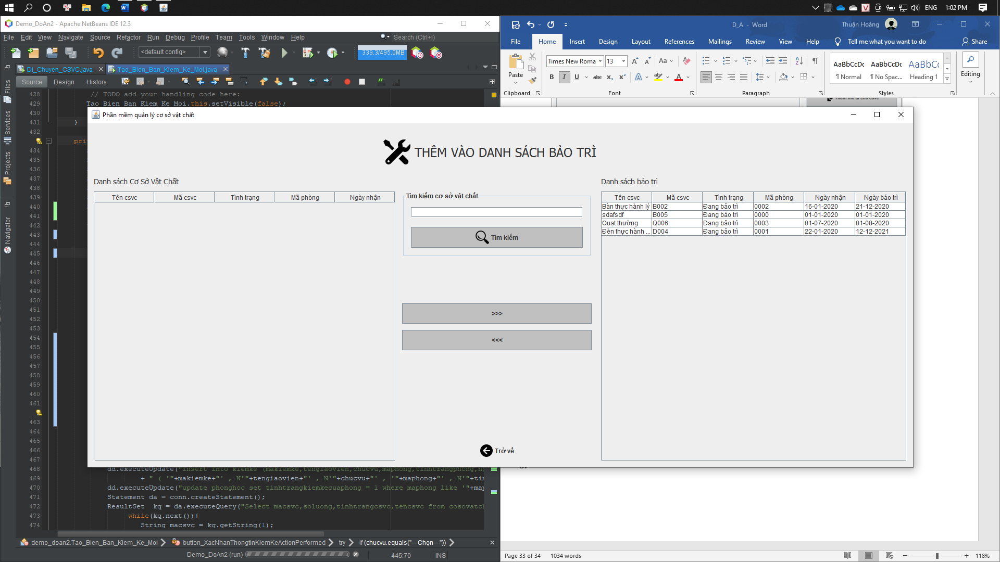 ENG 1:02 PM
Demo_DoAn2 - Apache NetBeans IDE 12.3
File Edit View Navigate Source Refactor Run Debug Profile Team Tools Window Help
Search (Ctrl+I)
<default config>
339.3/495.0MB
Di_Chuyen_CSVC.java
Tao_Bien_Ban_Kiem_Ke_Moi.java
Source Design History
Files
Services
Projects
Navigator
428 // TODO add your handling code here:
429 Tao_Bien_Ban_Kiem_Ke_Moi.this.setVisible(false);
430
431 }
432
pri
434
435
436
437
438
439
440
441
442
443
444
445
446
447
448
449
450
451
452
453
454
455
456
457
458
459
460
461
463
464
465
466
467
468 dd.executeUpdate("insert into kiemke (makiemke,tengiaovien,chucvu,maphong,tinhtrangphong,
469 + " ( '"+makiemke+"' , N'"+tengiaovien+"' , N'"+chucvu+"' , '"+maphong+"' , N'"+tin
470 dd.executeUpdate("update phonghoc set tinhtrangkiemkecuaphong = 1 where maphong like '"+map
471 Statement da = conn.createStatement();
472 ResultSet kq = da.executeQuery("Select macsvc,soluong,tinhtrangcsvc,tencsvc from cosovatch
473 while(kq.next()){
474 String macsvc = kq.getString(1);
demo_doan2.Tao_Bien_Ban_Kiem_Ke_Moi
button_XacNhanThongtinKiemKeActionPerformed
try
if (chucvu.equals("---Chọn---"))
Demo_DoAn2 (run)
445:70
INS
D_A - Word
Thuận Hoàng
File Home Insert Design Layout References Mailings Review View Help Tell me what you want to do Share
Paste
Clipboard
Times New Roma
13
Aa
B I U abc x₂ x² A A
Font
Paragraph
AaBbCcDc
¶ Normal
AaBbCcDc
¶ No Spac...
AaBbCc
Heading 1
Styles
Editing
Phần mềm quản lý cơ sở vật chất
THÊM VÀO DANH SÁCH BẢO TRÌ
Danh sách Cơ Sở Vật Chất
Tên csvc Mã csvc Tình trạng Mã phòng Ngày nhận
Tìm kiếm cơ sở vật chất
Tìm kiếm
>>>
<<<
Trở về
Danh sách bảo trì
Tên csvc Mã csvc Tình trạng Mã phòng Ngày nhận Ngày bảo trì
Bàn thực hành lý B002 Đang bảo trì 0002 16-01-2020 21-12-2020
sdafsdf B005 Đang bảo trì 0000 01-01-2020 01-01-2020
Quạt thường Q006 Đang bảo trì 0003 01-07-2020 01-08-2020
Đèn thực hành ... D004 Đang bảo trì 0001 22-01-2020 12-12-2021
Page 33 of 34
1034 words
118%